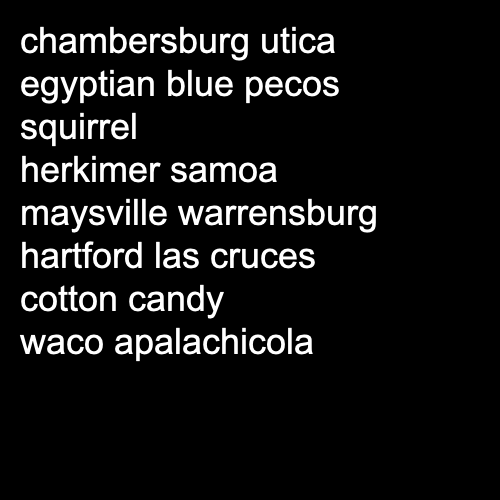 chambersburg utica
egyptian blue pecos
squirrel
herkimer samoa
maysville warrensburg
hartford las cruces
cotton candy
waco apalachicola